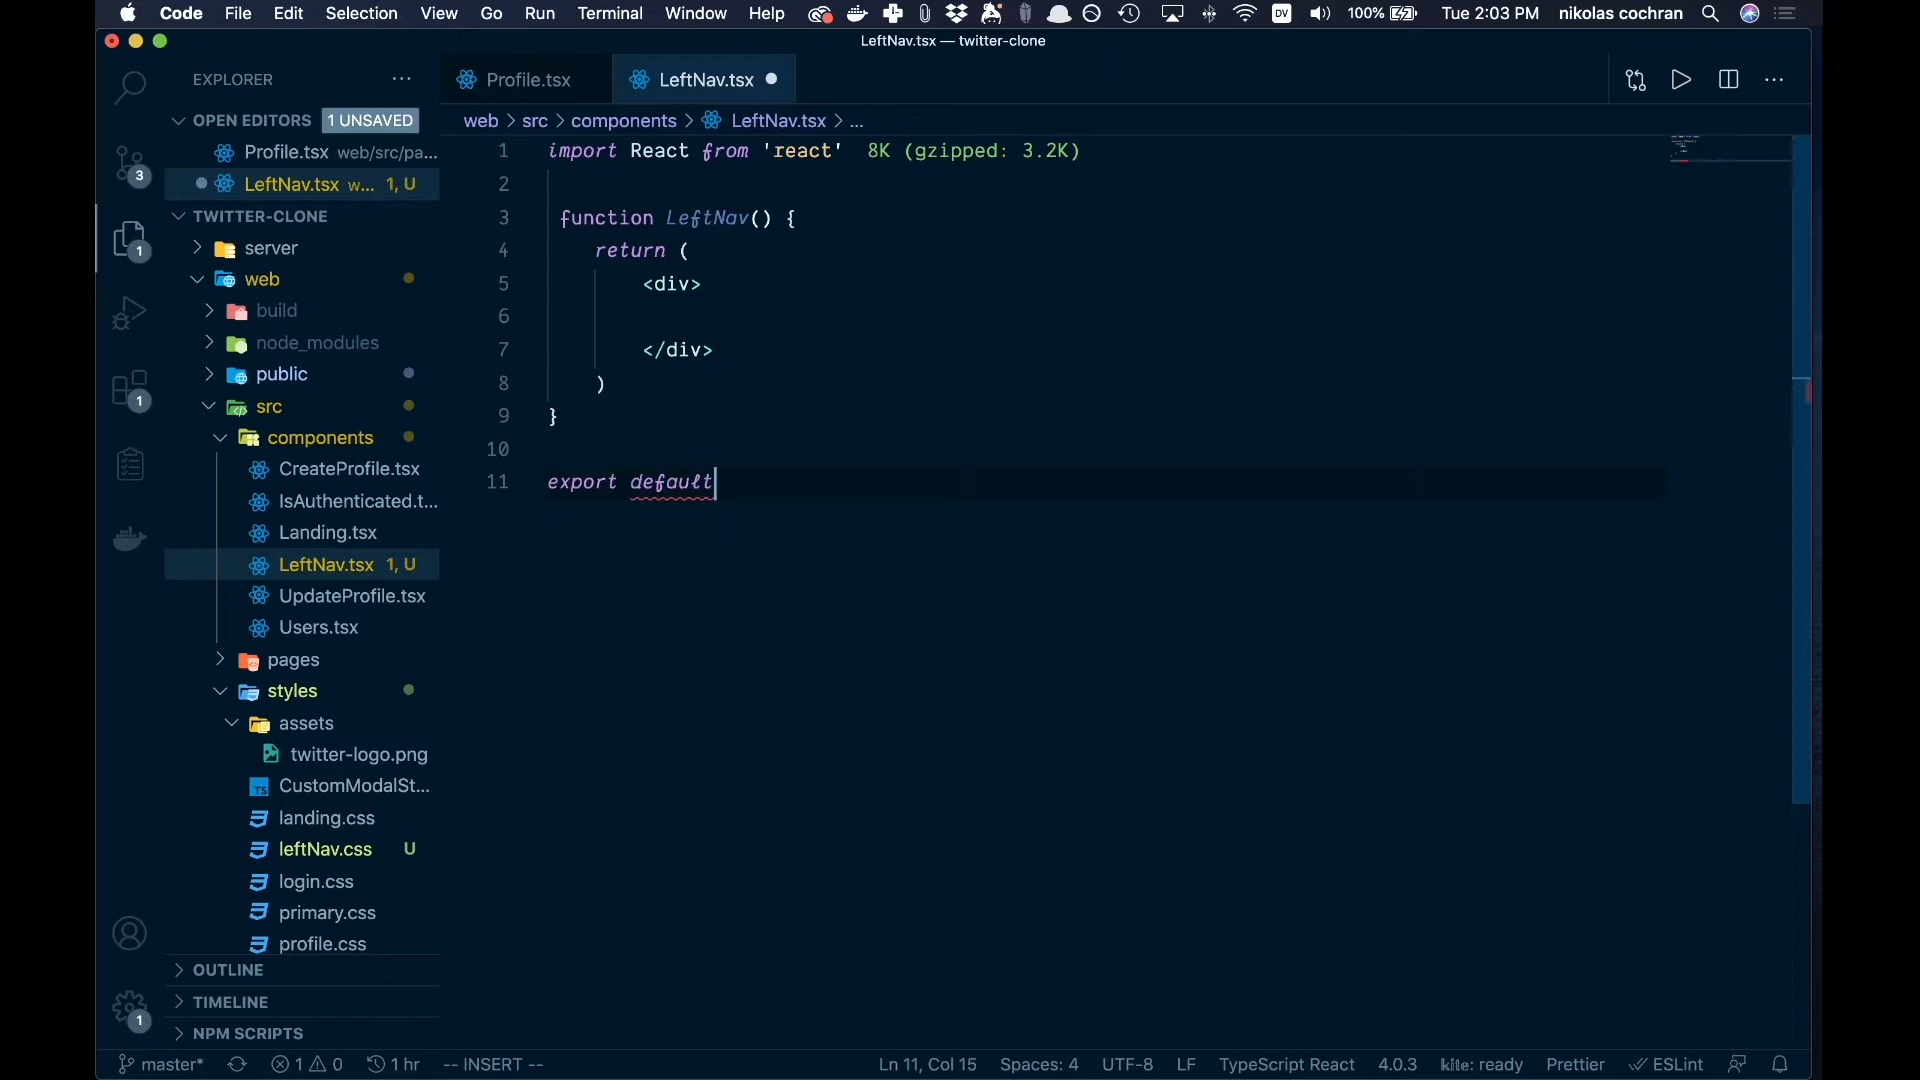 Code File Edit Selection View Go Run Terminal Window Help DV 100% Tue 2:03 PM nikolas cochran
LeftNav.tsx — twitter-clone
EXPLORER ...
Profile.tsx
LeftNav.tsx
OPEN EDITORS 1 UNSAVED
Profile.tsx web/src/pa...
LeftNav.tsx w... 1, U
TWITTER-CLONE
server
web
build
node_modules
public
src
components
CreateProfile.tsx
IsAuthenticated.t...
Landing.tsx
LeftNav.tsx 1, U
UpdateProfile.tsx
Users.tsx
pages
styles
assets
twitter-logo.png
TS CustomModalSt...
landing.css
leftNav.css U
login.css
primary.css
profile.css
OUTLINE
TIMELINE
NPM SCRIPTS
3
1
1
1
web > src > components > LeftNav.tsx > ...
1 import React from 'react' 8K (gzipped: 3.2K)
2
3 function LeftNav() {
4 return (
5 <div>
6
7 </div>
8 )
9 }
10
11 export default
master* 1 0 1 hr -- INSERT -- Ln 11, Col 15 Spaces: 4 UTF-8 LF TypeScript React 4.0.3 kite: ready Prettier ESLint